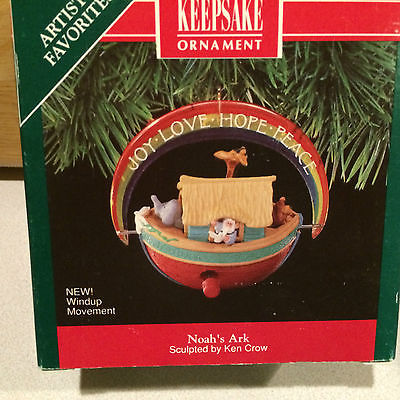 ARTISTS'
FAVORITES
KEEPSAKE
ORNAMENT
JOY·LOVE·HOPE·PEACE
NEW!
Windup
Movement
Noah's Ark
Sculpted by Ken Crow